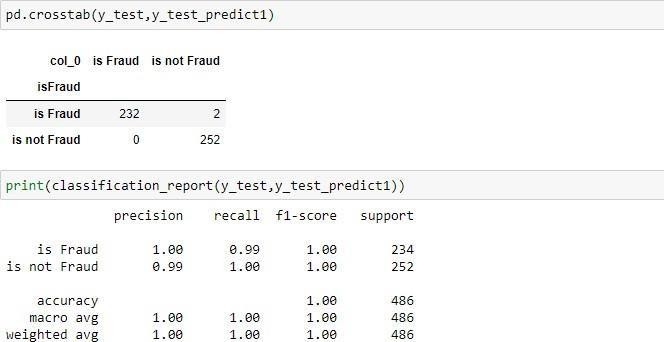 pd.crosstab(y_test,y_test_predict1)
col_0 is Fraud is not Fraud
isFraud
is Fraud 232 2
is not Fraud 0 252
print(classification_report(y_test,y_test_predict1))
precision recall f1-score support
is Fraud 1.00 0.99 1.00 234
is not Fraud 0.99 1.00 1.00 252
accuracy 1.00 486
macro avg 1.00 1.00 1.00 486
weighted avg 1.00 1.00 1.00 486